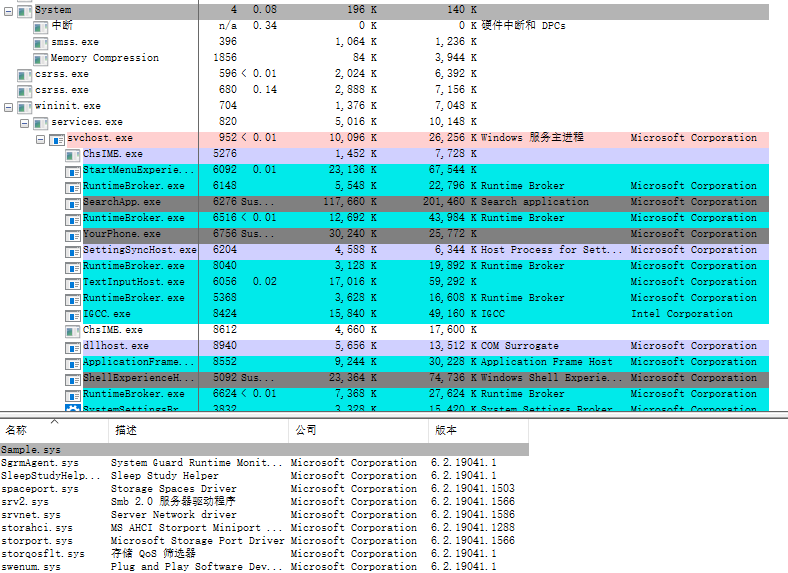 System 4 0.08 196 K 140 K
中断 n/a 0.34 0 K 0 K 硬件中断和 DPCs
smss.exe 396 1,064 K 1,236 K
Memory Compression 1856 84 K 3,944 K
csrss.exe 596 < 0.01 2,024 K 6,392 K
csrss.exe 680 0.14 2,888 K 7,156 K
wininit.exe 704 1,376 K 7,048 K
services.exe 820 5,016 K 10,148 K
svchost.exe 952 < 0.01 10,096 K 26,256 K Windows 服务主进程 Microsoft Corporation
ChsIME.exe 5276 1,452 K 7,728 K
StartMenuExperie... 6092 0.01 23,136 K 67,544 K
RuntimeBroker.exe 6148 5,548 K 22,796 K Runtime Broker Microsoft Corporation
SearchApp.exe 6276 Sus... 117,660 K 201,460 K Search application Microsoft Corporation
RuntimeBroker.exe 6516 < 0.01 12,692 K 43,984 K Runtime Broker Microsoft Corporation
YourPhone.exe 6756 Sus... 30,240 K 25,772 K
SettingSyncHost.exe 6204 4,588 K 6,344 K Host Process for Sett... Microsoft Corporation
RuntimeBroker.exe 8040 3,128 K 19,892 K Runtime Broker Microsoft Corporation
TextInputHost.exe 6056 0.02 17,016 K 59,292 K Microsoft Corporation
RuntimeBroker.exe 5368 3,628 K 16,608 K Runtime Broker Microsoft Corporation
IGCC.exe 8424 15,840 K 49,160 K IGCC Intel Corporation
ChsIME.exe 8612 4,660 K 17,600 K
dllhost.exe 8940 5,656 K 13,512 K COM Surrogate Microsoft Corporation
ApplicationFrame... 8552 9,244 K 30,228 K Application Frame Host Microsoft Corporation
ShellExperienceH... 5092 Sus... 23,364 K 74,736 K Windows Shell Experie... Microsoft Corporation
RuntimeBroker.exe 6624 < 0.01 7,368 K 27,624 K Runtime Broker Microsoft Corporation
SystemSettingsBr... 3832 3,328 K 15,420 K System Settings Broker Microsoft Corporation
名称 描述 公司 版本
Sample.sys
SgrmAgent.sys System Guard Runtime Monit... Microsoft Corporation 6.2.19041.1
SleepStudyHelp... Sleep Study Helper Microsoft Corporation 6.2.19041.1
spaceport.sys Storage Spaces Driver Microsoft Corporation 6.2.19041.1503
srv2.sys Smb 2.0 服务器驱动程序 Microsoft Corporation 6.2.19041.1566
srvnet.sys Server Network driver Microsoft Corporation 6.2.19041.1586
storahci.sys MS AHCI Storport Miniport ... Microsoft Corporation 6.2.19041.1288
storport.sys Microsoft Storage Port Driver Microsoft Corporation 6.2.19041.1566
storqosflt.sys 存储 QoS 筛选器 Microsoft Corporation 6.2.19041.1
swenum.sys Plug and Play Software Dev... Microsoft Corporation 6.2.19041.1